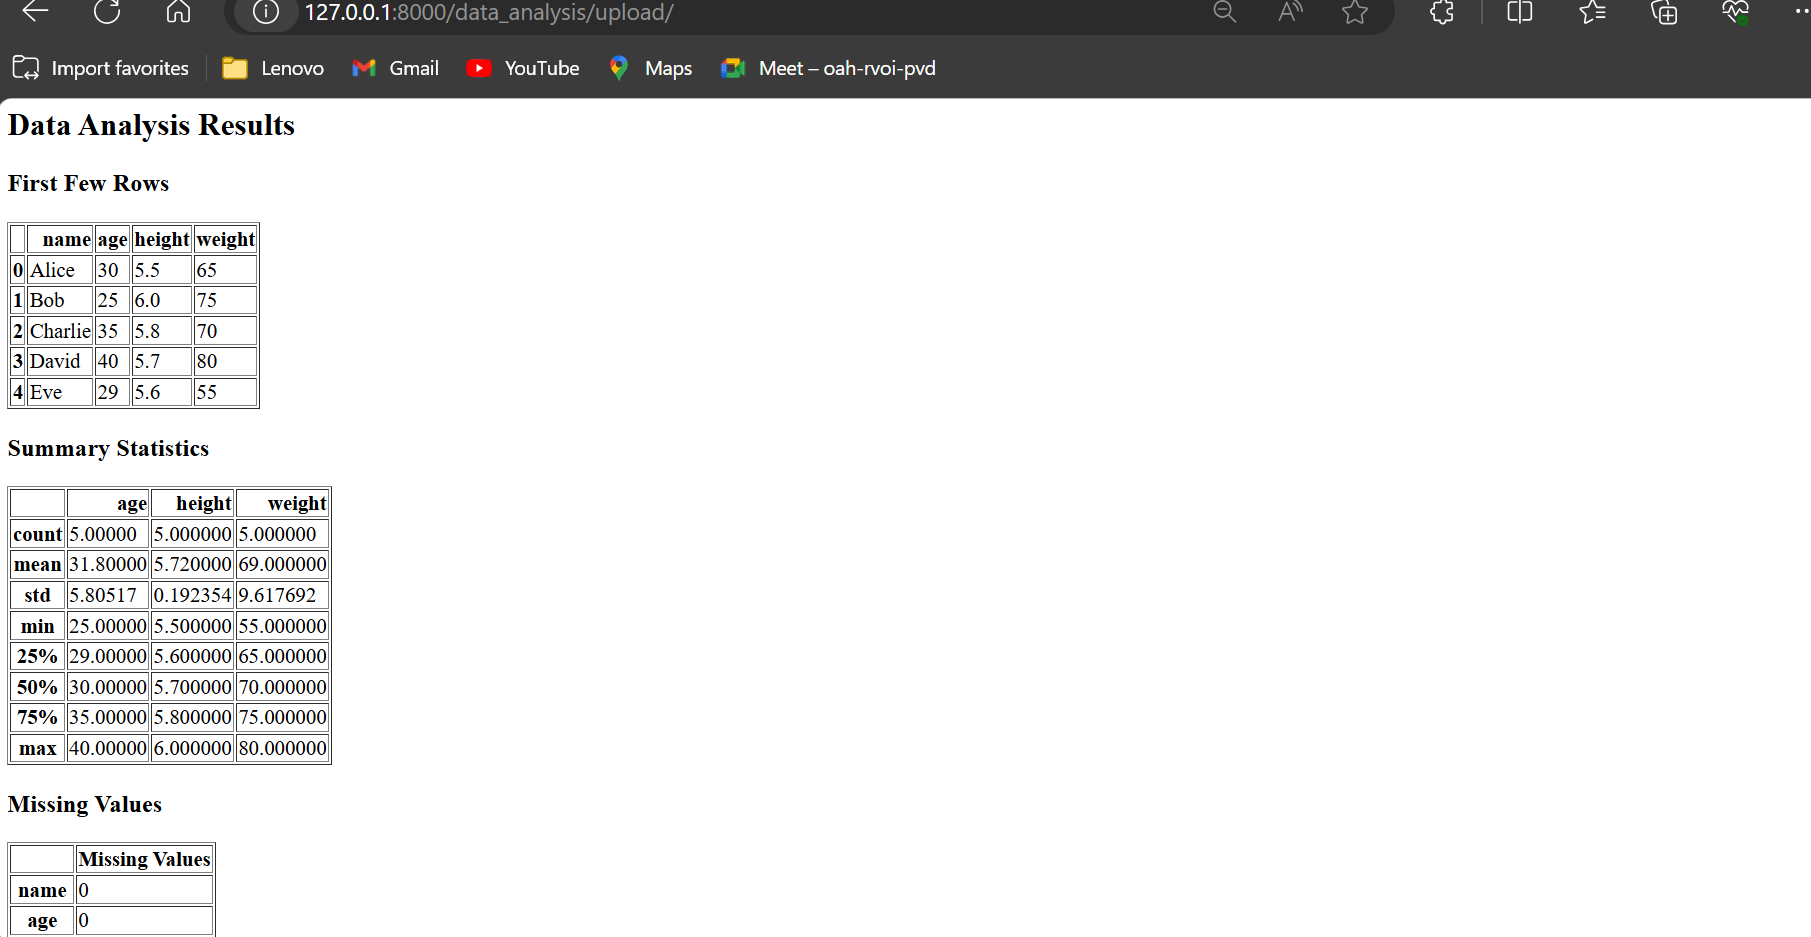 127.0.0.1:8000/data_analysis/upload/
Import favorites Lenovo Gmail YouTube Maps Meet – oah-rvoi-pvd
Data Analysis Results
First Few Rows
name age height weight
0 Alice 30 5.5 65
1 Bob 25 6.0 75
2 Charlie 35 5.8 70
3 David 40 5.7 80
4 Eve 29 5.6 55
Summary Statistics
age height weight
count 5.00000 5.000000 5.000000
mean 31.80000 5.720000 69.000000
std 5.80517 0.192354 9.617692
min 25.00000 5.500000 55.000000
25% 29.00000 5.600000 65.000000
50% 30.00000 5.700000 70.000000
75% 35.00000 5.800000 75.000000
max 40.00000 6.000000 80.000000
Missing Values
Missing Values
name 0
age 0